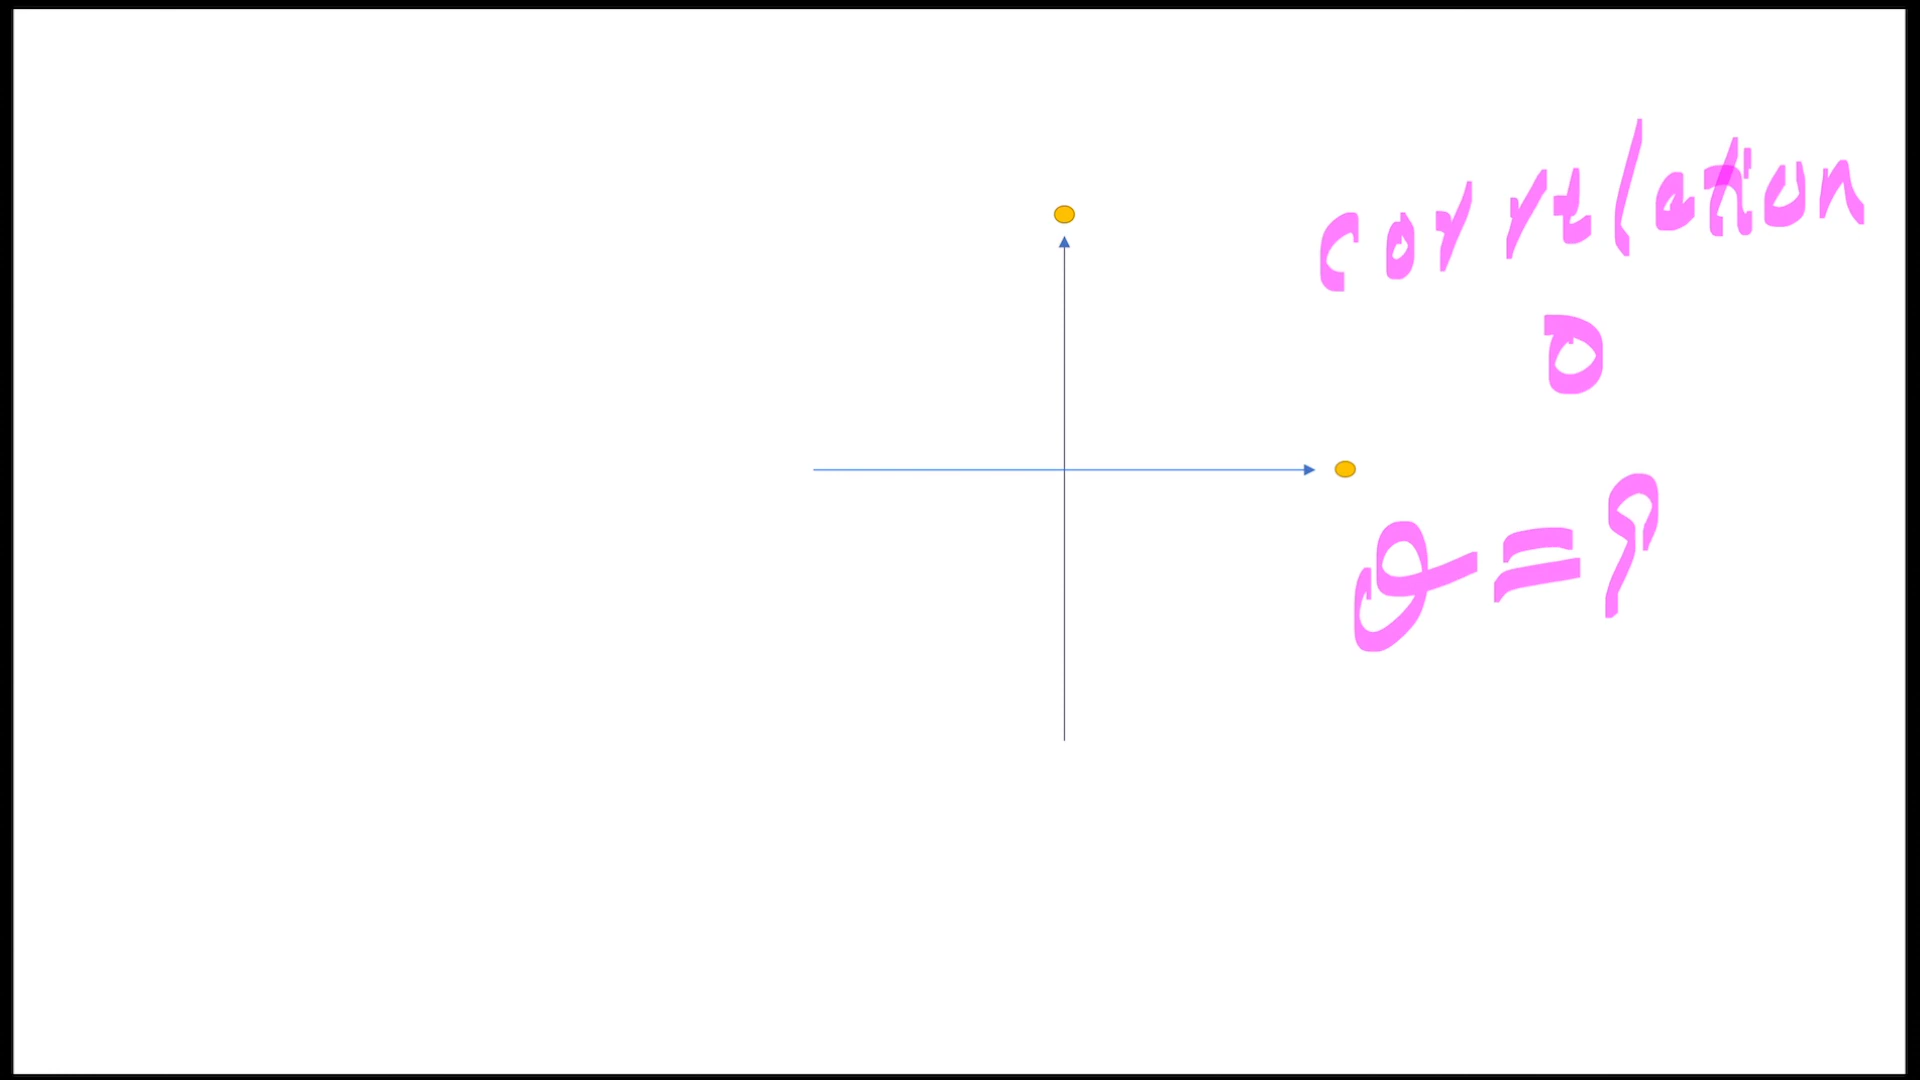 correlation
0
θ = ?